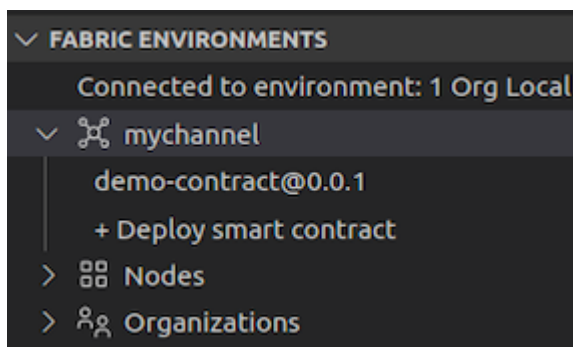 FABRIC ENVIRONMENTS
Connected to environment: 1 Org Local
mychannel
demo-contract@0.0.1
+ Deploy smart contract
Nodes
Organizations